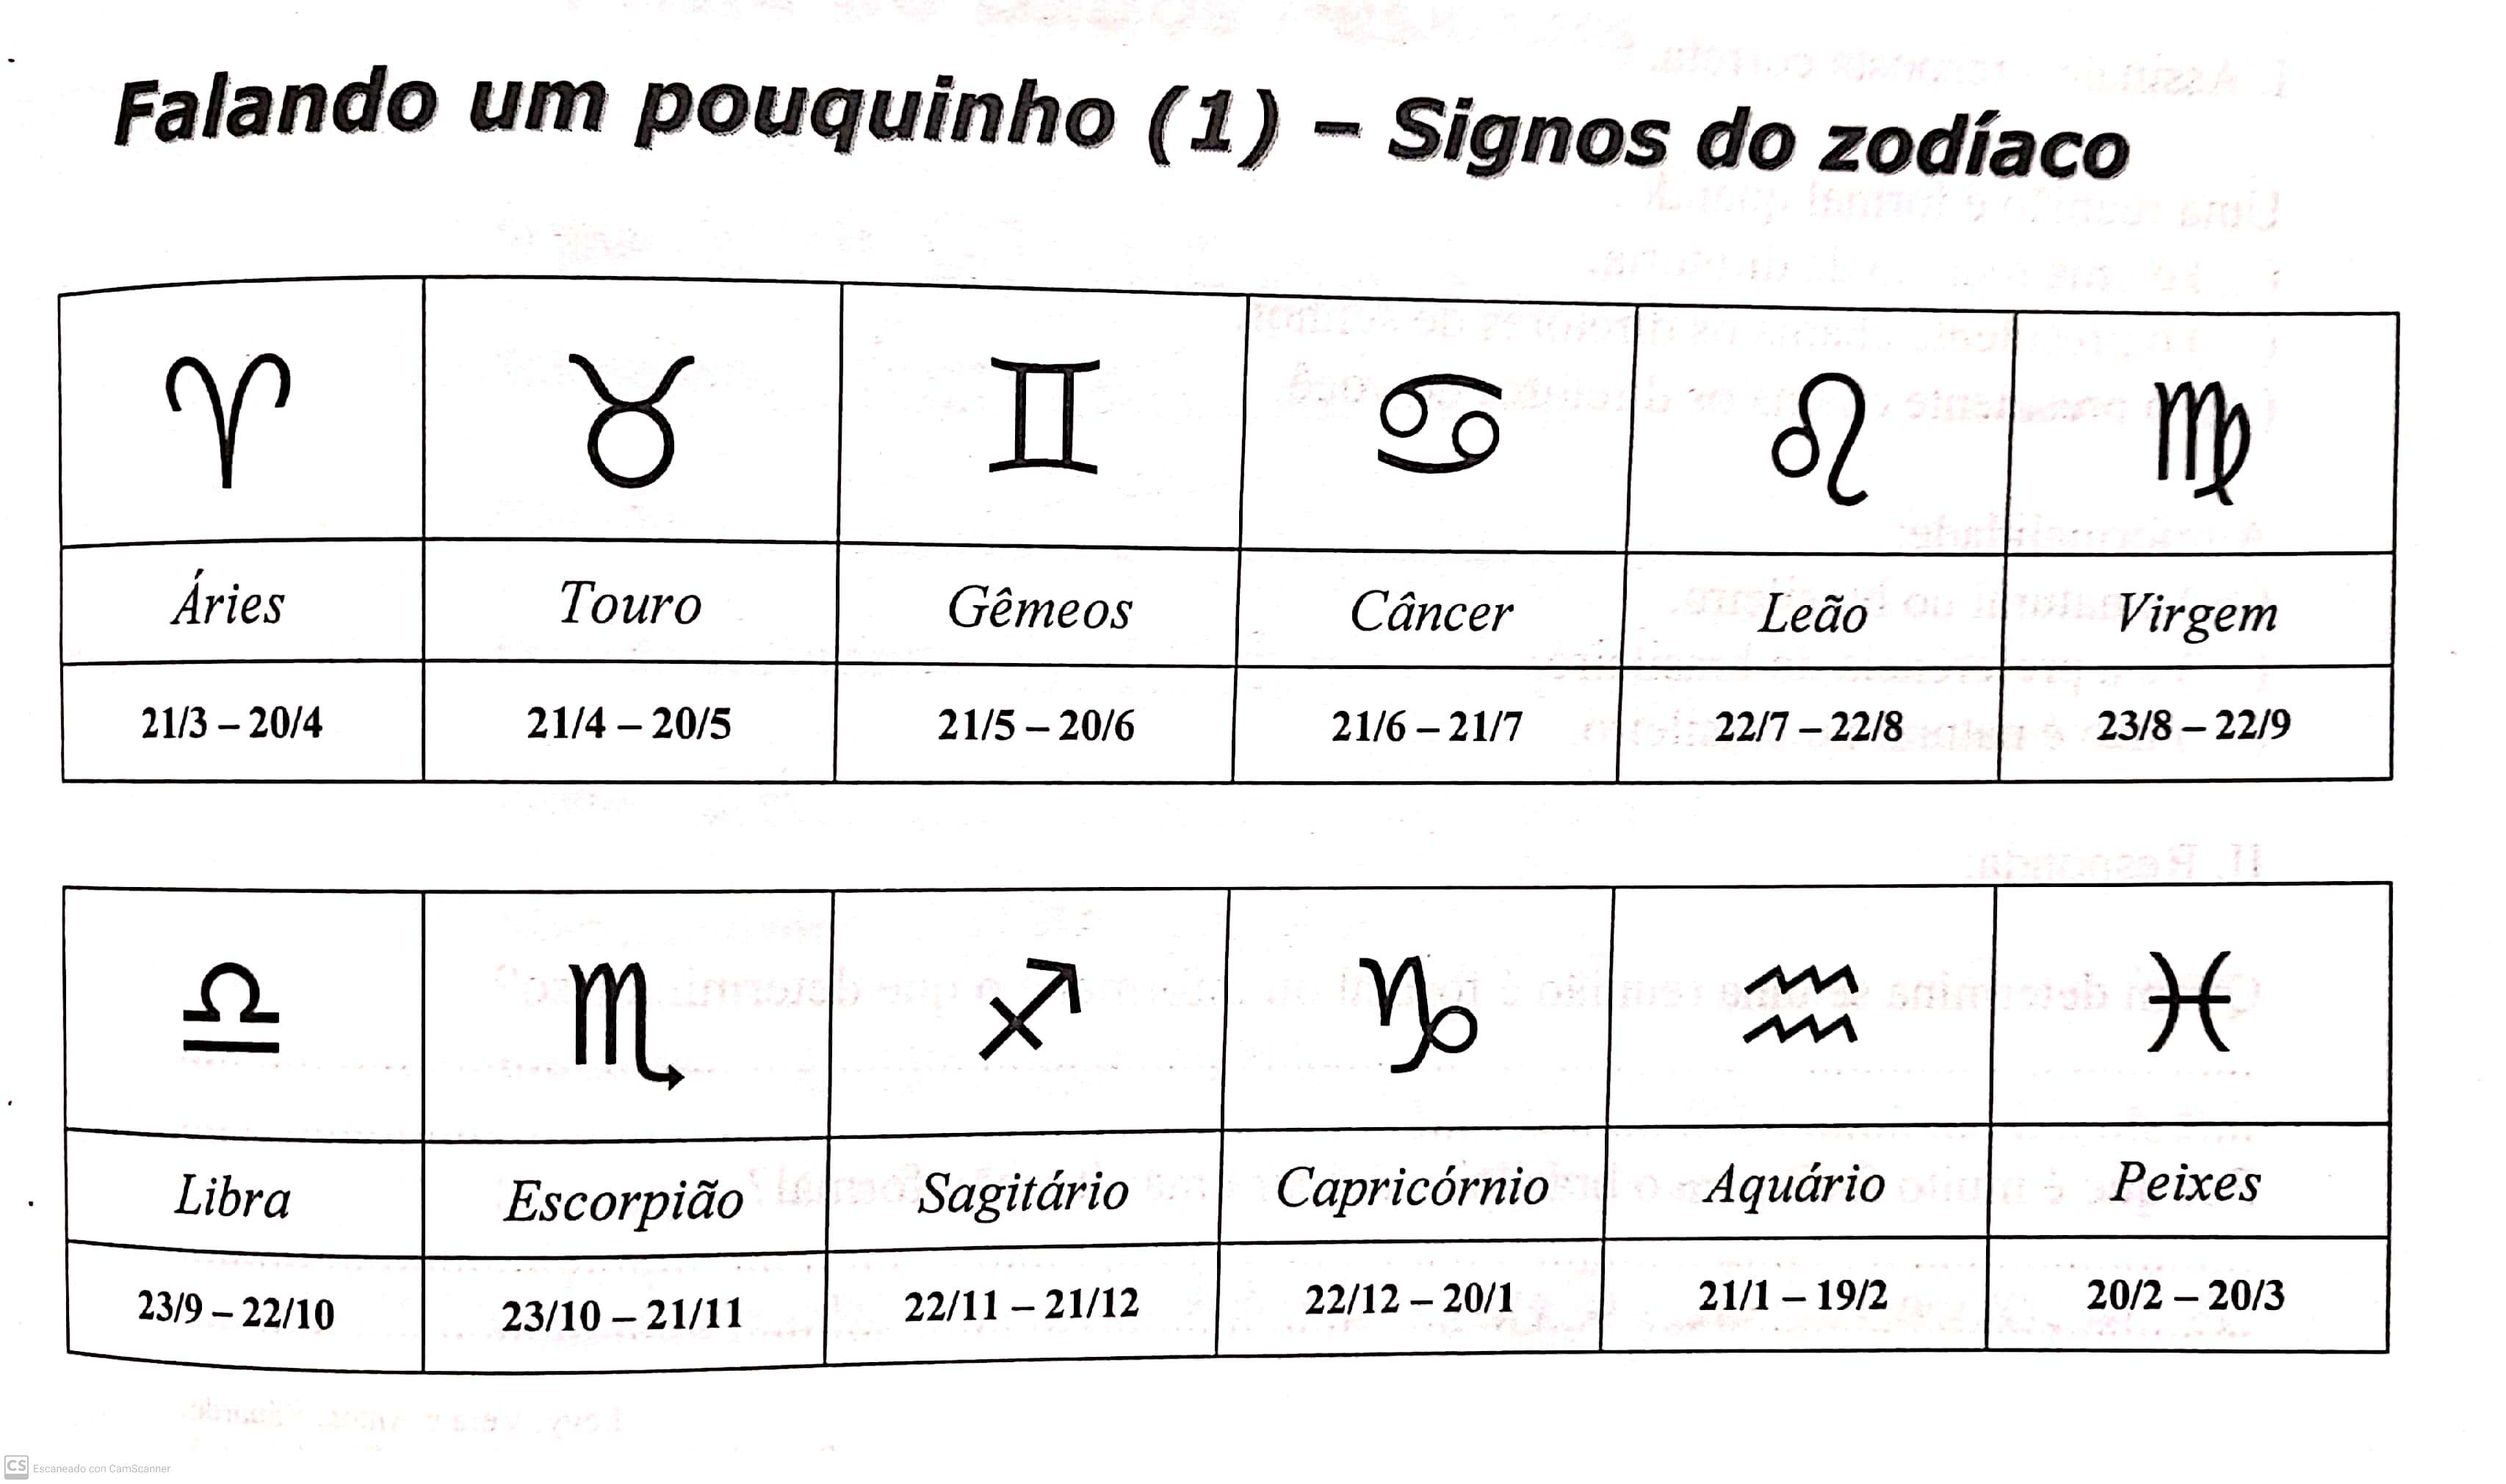 Falando um pouquinho (1) – Signos do zodíaco
♈ ♉ ♊ ♋ ♌ ♍
Áries Touro Gêmeos Câncer Leão Virgem
21/3 – 20/4 21/4 – 20/5 21/5 – 20/6 21/6 – 21/7 22/7 – 22/8 23/8 – 22/9
♎ ♏ ♐ ♑ ♒ ♓
Libra Escorpião Sagitário Capricórnio Aquário Peixes
23/9 – 22/10 23/10 – 21/11 22/11 – 21/12 22/12 – 20/1 21/1 – 19/2 20/2 – 20/3
CS Escaneado con CamScanner